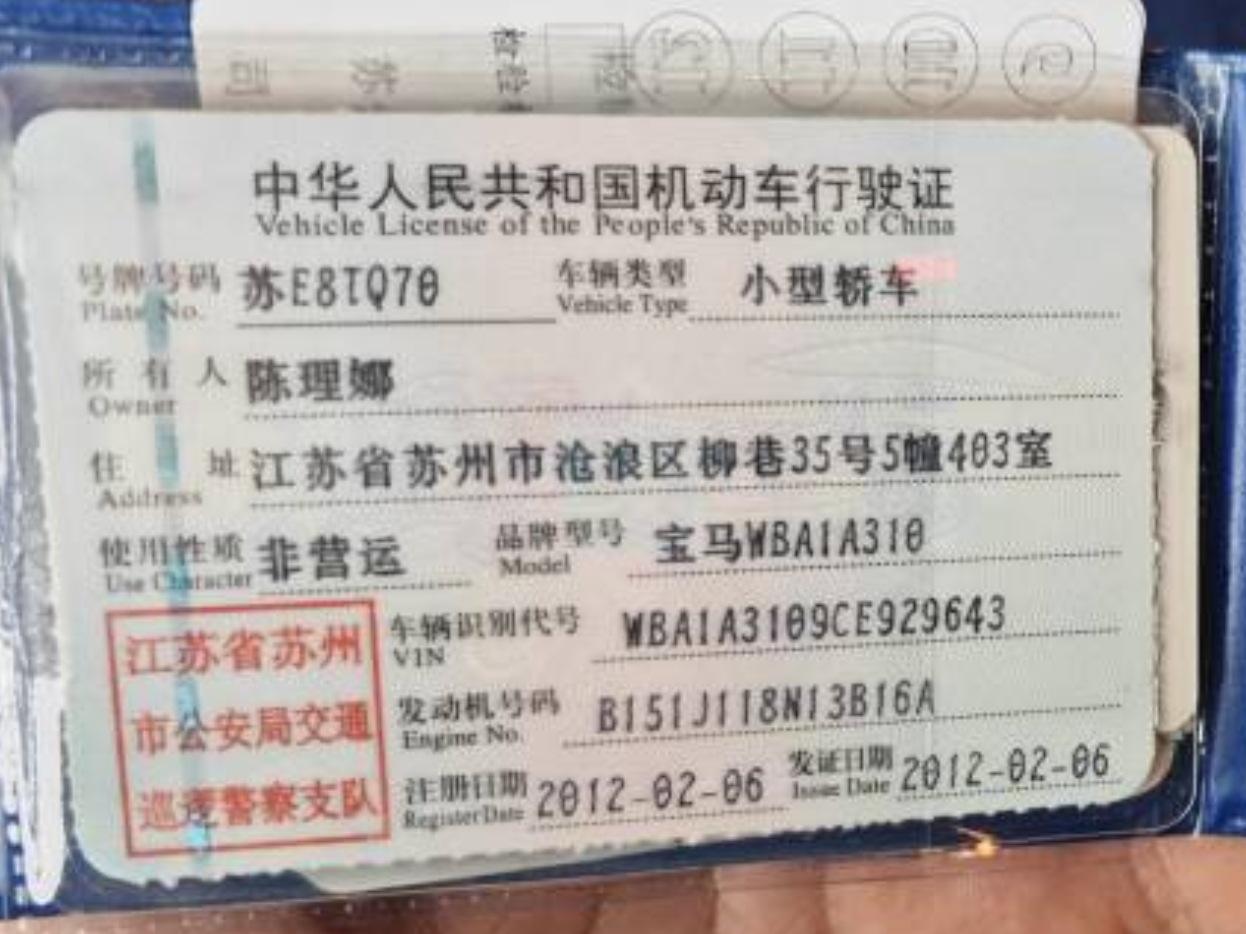 中华人民共和国机动车行驶证
Vehicle License of the People's Republic of China
号牌号码 苏E8TQ70 车辆类型 小型轿车
Plate No. Vehicle Type
所有人 陈理娜
Owner
住址 江苏省苏州市沧浪区柳巷35号5幢403室
Address
使用性质 非营运 品牌型号 宝马WBA1A310
Use Character Model
江苏省苏州
市公安局交通
巡逻警察支队
车辆识别代号 WBA1A3109CE929643
VIN
发动机号码 B151J118N13B16A
Engine No.
注册日期 2012-02-06 发证日期 2012-02-06
Register Date Issue Date